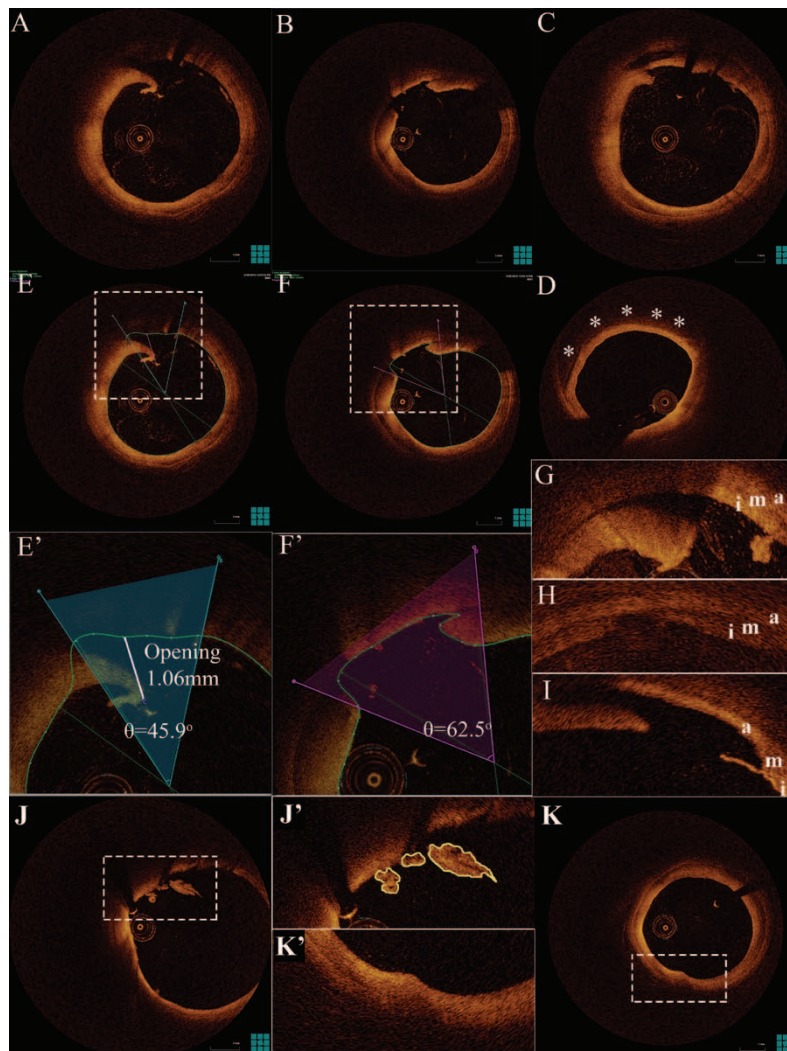 A
B
C
E
F
D
* * * * *
G
i m a
E’
Opening
1.06mm
θ=45.9°
F’
θ=62.5°
H
i m a
I
a
m
i
J
J’
K
K’